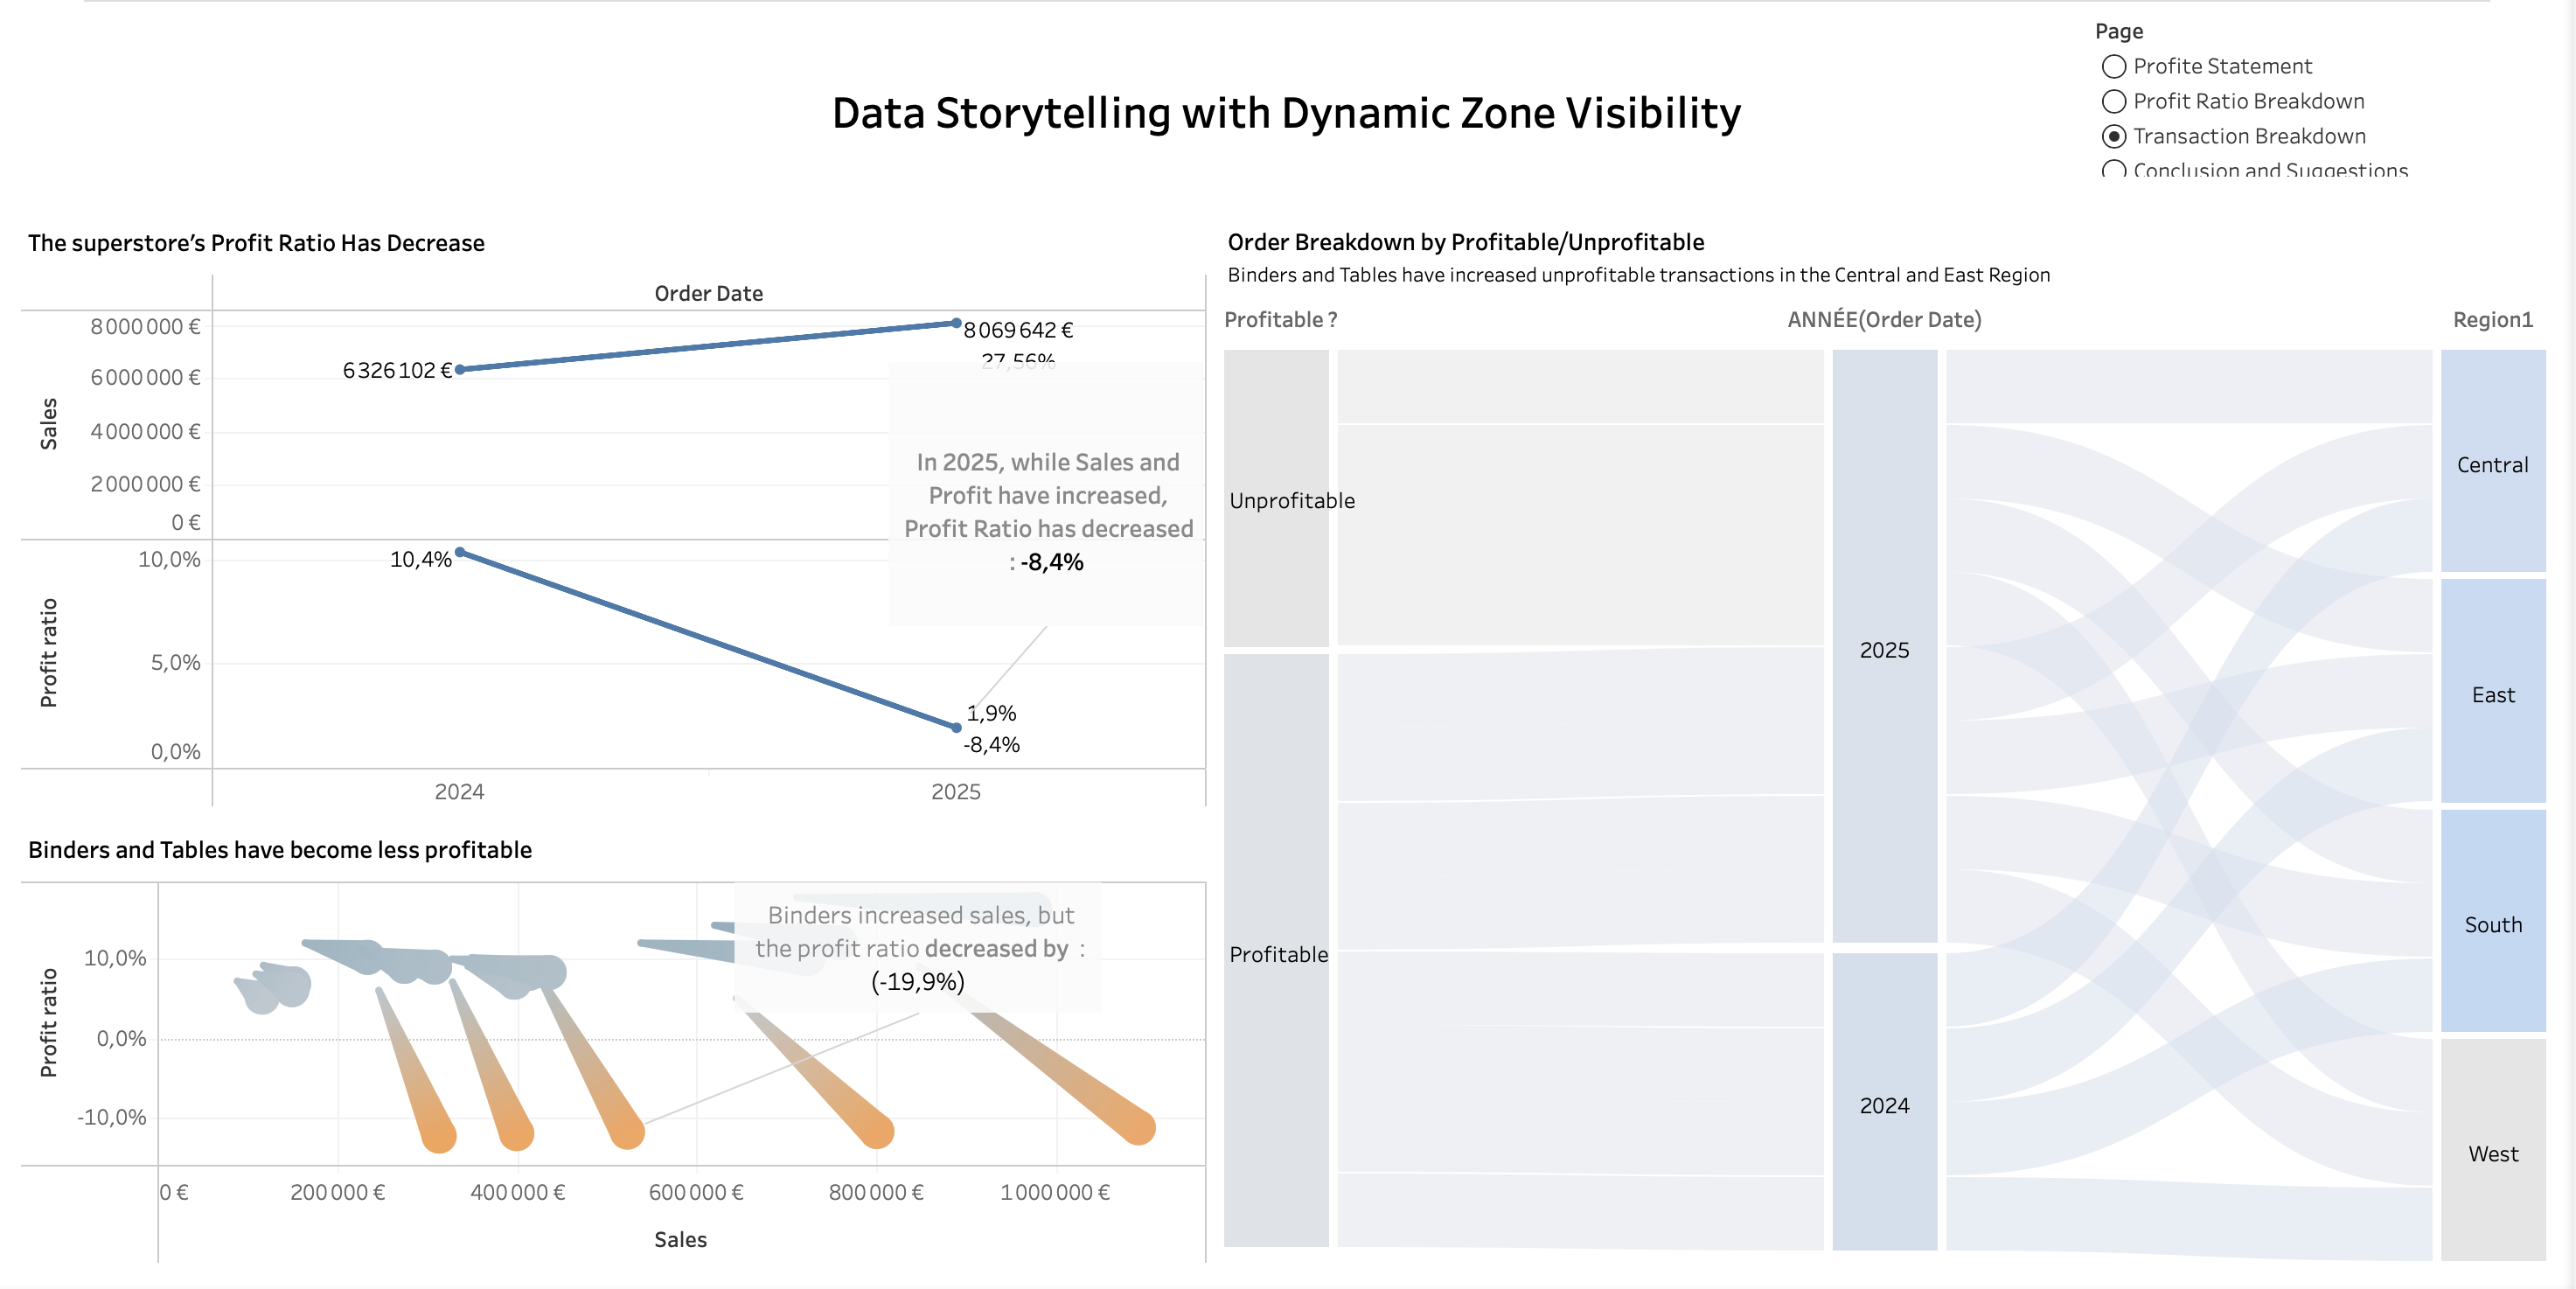 Page
Profite Statement
Profit Ratio Breakdown
Transaction Breakdown
Conclusion and Suggestions
Data Storytelling with Dynamic Zone Visibility
The superstore’s Profit Ratio Has Decrease
Order Date
Sales
8 000 000 €
6 000 000 €
4 000 000 €
2 000 000 €
0 €
6 326 102 €
8 069 642 €
27,56%
In 2025, while Sales and
Profit have increased,
Profit Ratio has decreased
: -8,4%
Profit ratio
10,0%
5,0%
0,0%
10,4%
1,9%
-8,4%
2024
2025
Binders and Tables have become less profitable
Profit ratio
10,0%
0,0%
-10,0%
Binders increased sales, but
the profit ratio decreased by :
(-19,9%)
0 €
200 000 €
400 000 €
600 000 €
800 000 €
1 000 000 €
Sales
Order Breakdown by Profitable/Unprofitable
Binders and Tables have increased unprofitable transactions in the Central and East Region
Profitable ?
ANNÉE(Order Date)
Region1
Unprofitable
Profitable
2025
2024
Central
East
South
West